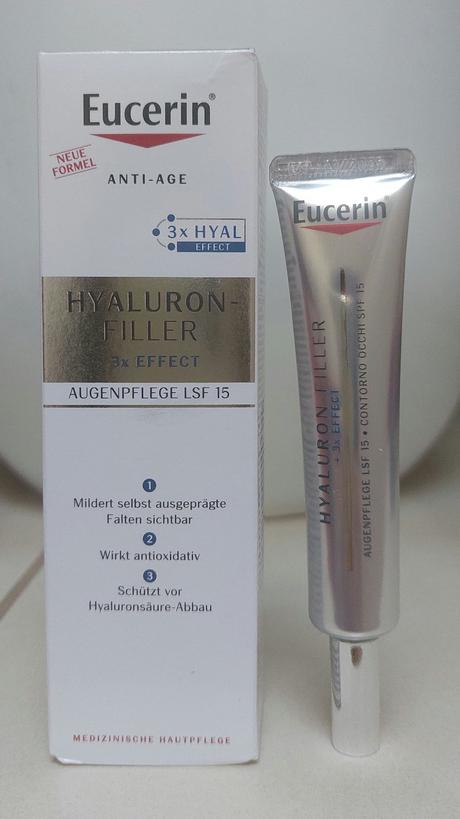 Eucerin®
NEUE
FORMEL
ANTI-AGE
3x HYAL
EFFECT
HYALURON-
FILLER
3x EFFECT
AUGENPFLEGE LSF 15
1
Mildert selbst ausgeprägte
Falten sichtbar
2
Wirkt antioxidativ
3
Schützt vor
Hyaluronsäure-Abbau
MEDIZINISCHE HAUTPFLEGE
Eucerin
HYALURON FILLER
+ 3x EFFECT
AUGENPFLEGE LSF 15 • CONTORNO OCCHI SPF 15